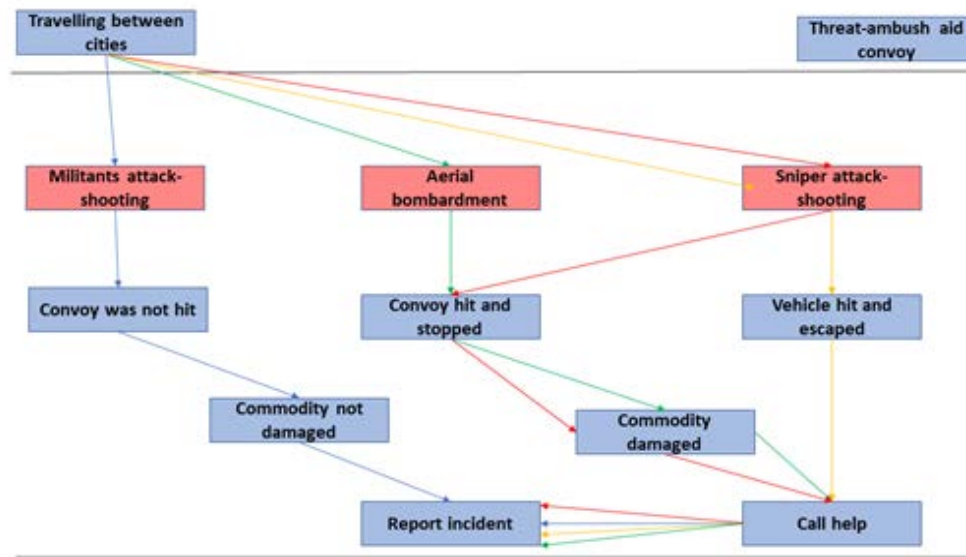 Travelling between
cities
Threat-ambush aid
convoy
Militants attack-
shooting
Aerial
bombardment
Sniper attack-
shooting
Convoy was not hit
Convoy hit and
stopped
Vehicle hit and
escaped
Commodity not
damaged
Commodity
damaged
Report incident
Call help